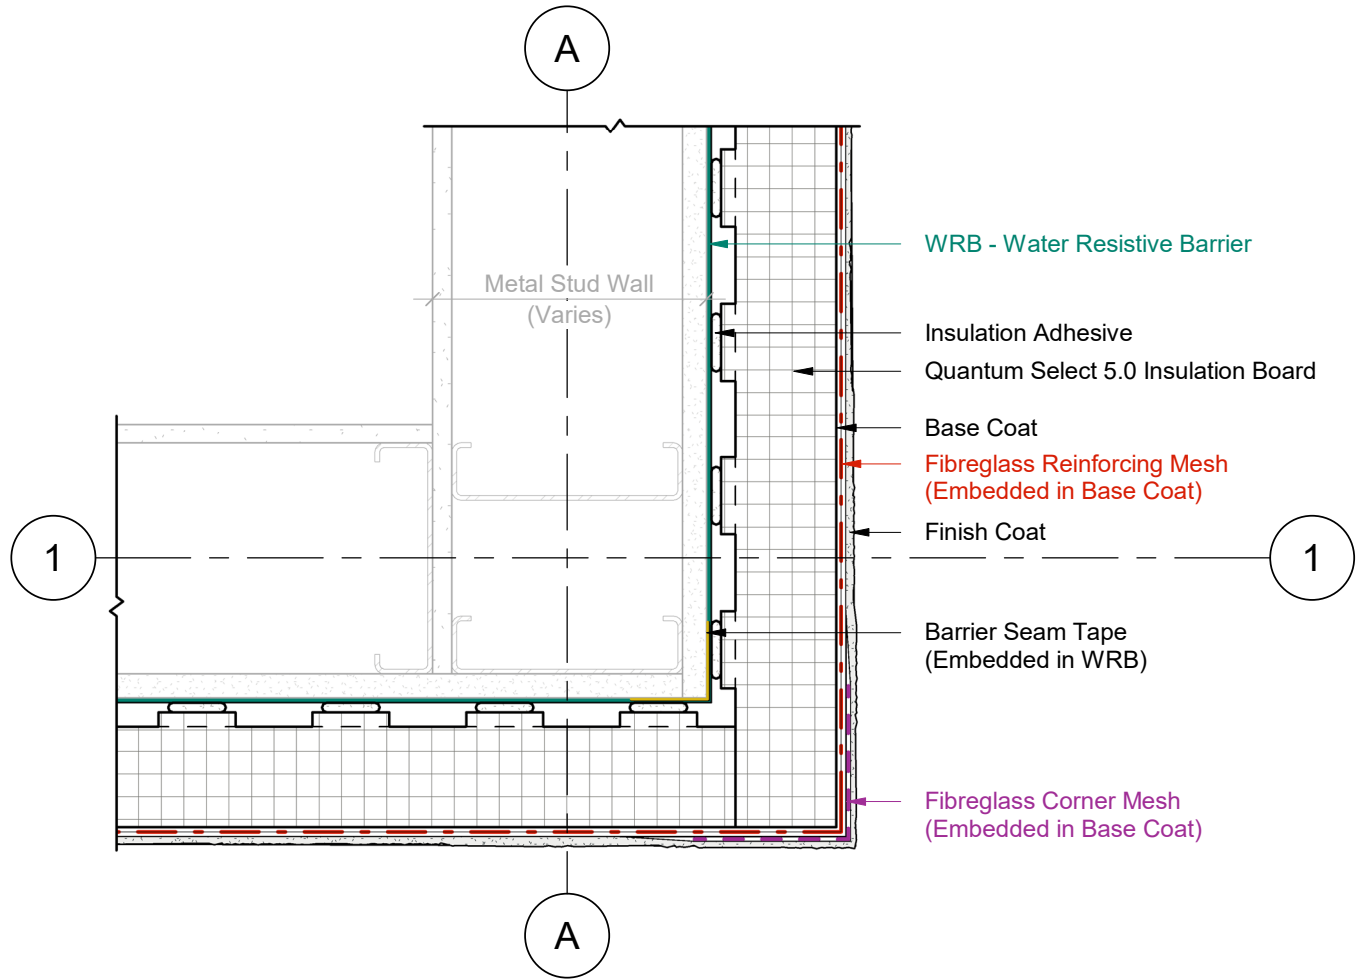 A
WRB - Water Resistive Barrier
Metal Stud Wall
(Varies)
Insulation Adhesive
Quantum Select 5.0 Insulation Board
Base Coat
Fibreglass Reinforcing Mesh
(Embedded in Base Coat)
Finish Coat
1
1
Barrier Seam Tape
(Embedded in WRB)
Fibreglass Corner Mesh
(Embedded in Base Coat)
A